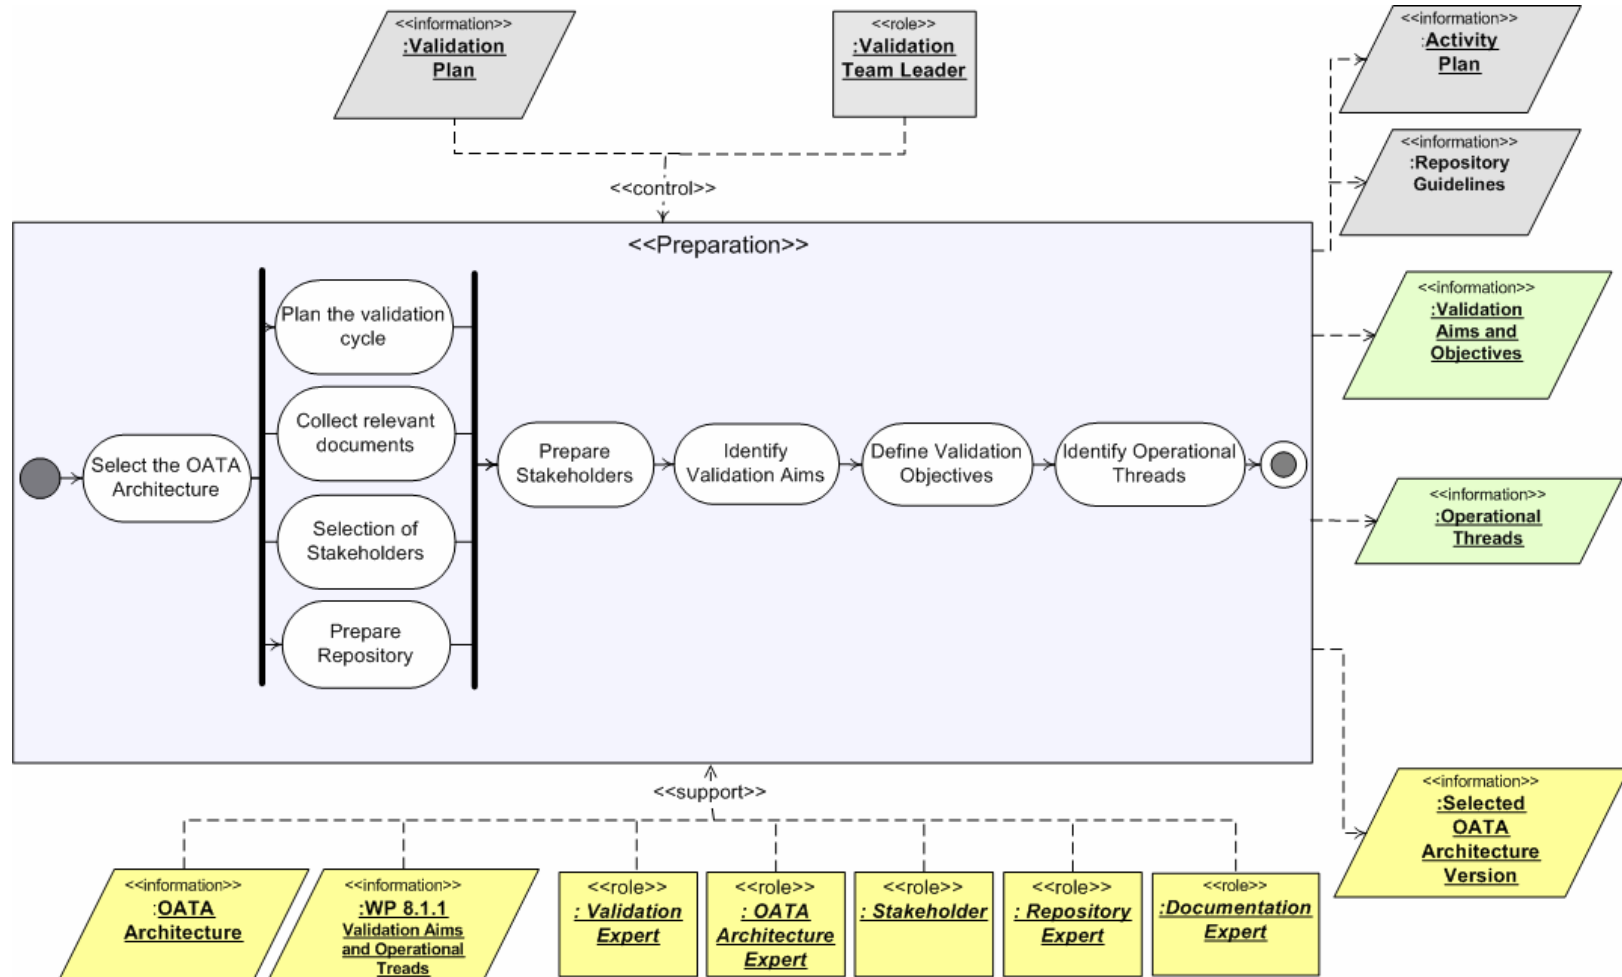 <<information>>
:Validation
Plan
<<role>>
:Validation
Team Leader
<<information>>
:Activity
Plan
<<information>>
:Repository
Guidelines
<<control>>
<<Preparation>>
Plan the validation
cycle
Collect relevant
documents
Select the OATA
Architecture
Selection of
Stakeholders
Prepare
Repository
Prepare
Stakeholders
Identify
Validation Aims
Define Validation
Objectives
Identify Operational
Threads
<<information>>
:Validation
Aims and
Objectives
<<information>>
:Operational
Threads
<<information>>
:Selected
OATA
Architecture
Version
<<support>>
<<information>>
:OATA
Architecture
<<information>>
:WP 8.1.1
Validation Aims
and Operational
Treads
<<role>>
: Validation
Expert
<<role>>
: OATA
Architecture
Expert
<<role>>
: Stakeholder
<<role>>
: Repository
Expert
<<role>>
:Documentation
Expert